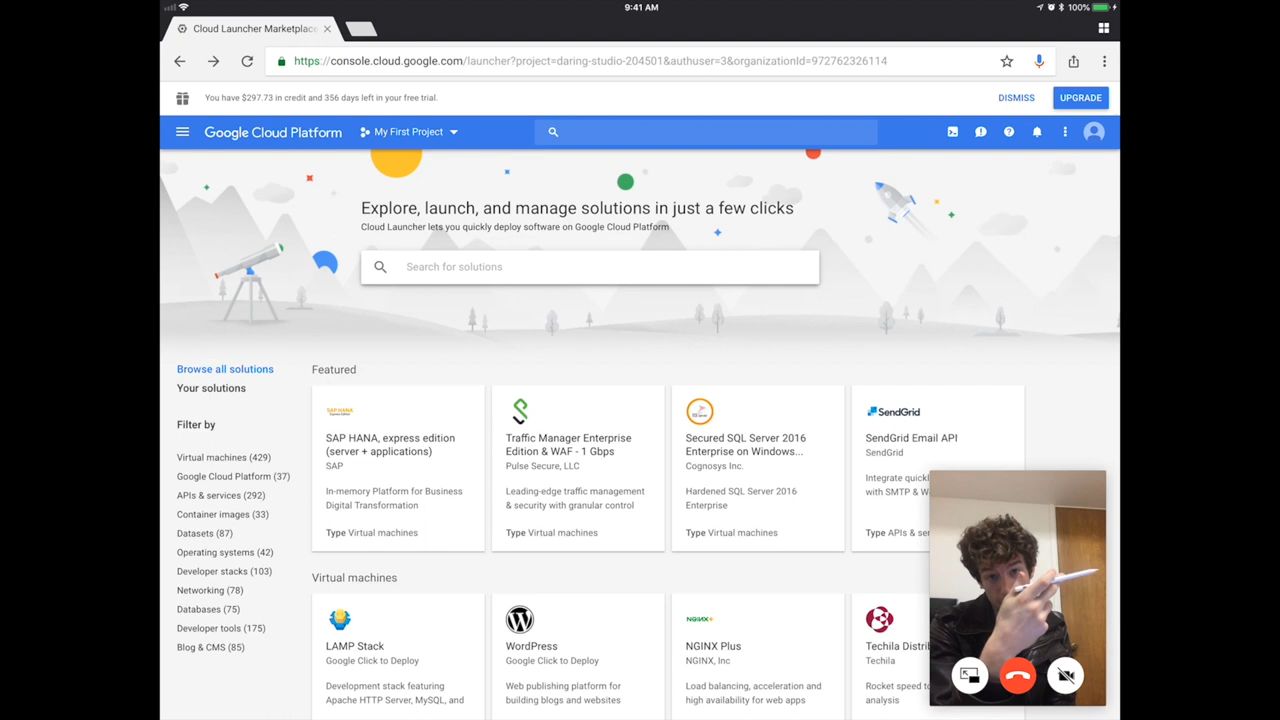 9:41 AM
100%
Cloud Launcher Marketplace
https://console.cloud.google.com/launcher?project=daring-studio-204501&authuser=3&organizationId=972762326114
You have $297.73 in credit and 356 days left in your free trial.
DISMISS
UPGRADE
Google Cloud Platform
My First Project
Explore, launch, and manage solutions in just a few clicks
Cloud Launcher lets you quickly deploy software on Google Cloud Platform
Search for solutions
Browse all solutions
Your solutions
Filter by
Virtual machines (429)
Google Cloud Platform (37)
APIs & services (292)
Container images (33)
Datasets (87)
Operating systems (42)
Developer stacks (103)
Networking (78)
Databases (75)
Developer tools (175)
Blog & CMS (85)
Featured
SAP HANA
SAP HANA, express edition
(server + applications)
SAP
In-memory Platform for Business
Digital Transformation
Type Virtual machines
Traffic Manager Enterprise
Edition & WAF - 1 Gbps
Pulse Secure, LLC
Leading-edge traffic management
& security with granular control
Type Virtual machines
Secured SQL Server 2016
Enterprise on Windows...
Cognosys Inc.
Hardened SQL Server 2016
Enterprise
Type Virtual machines
SendGrid
SendGrid Email API
SendGrid
Integrate quickl
with SMTP & W
Type APIs & ser
Virtual machines
LAMP Stack
Google Click to Deploy
Development stack featuring
Apache HTTP Server, MySQL, and
WordPress
Google Click to Deploy
Web publishing platform for
building blogs and websites
NGINX+
NGINX Plus
NGINX, Inc
Load balancing, acceleration and
high availability for web apps
Techila Distri
Techila
Rocket speed to
analysis